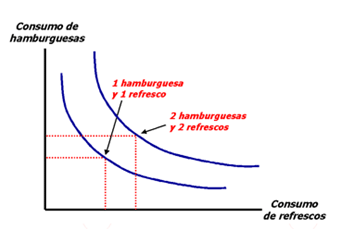 Consumo de
hamburguesas
1 hamburguesa
y 1 refresco
2 hamburguesas
y 2 refrescos
Consumo
de refrescos